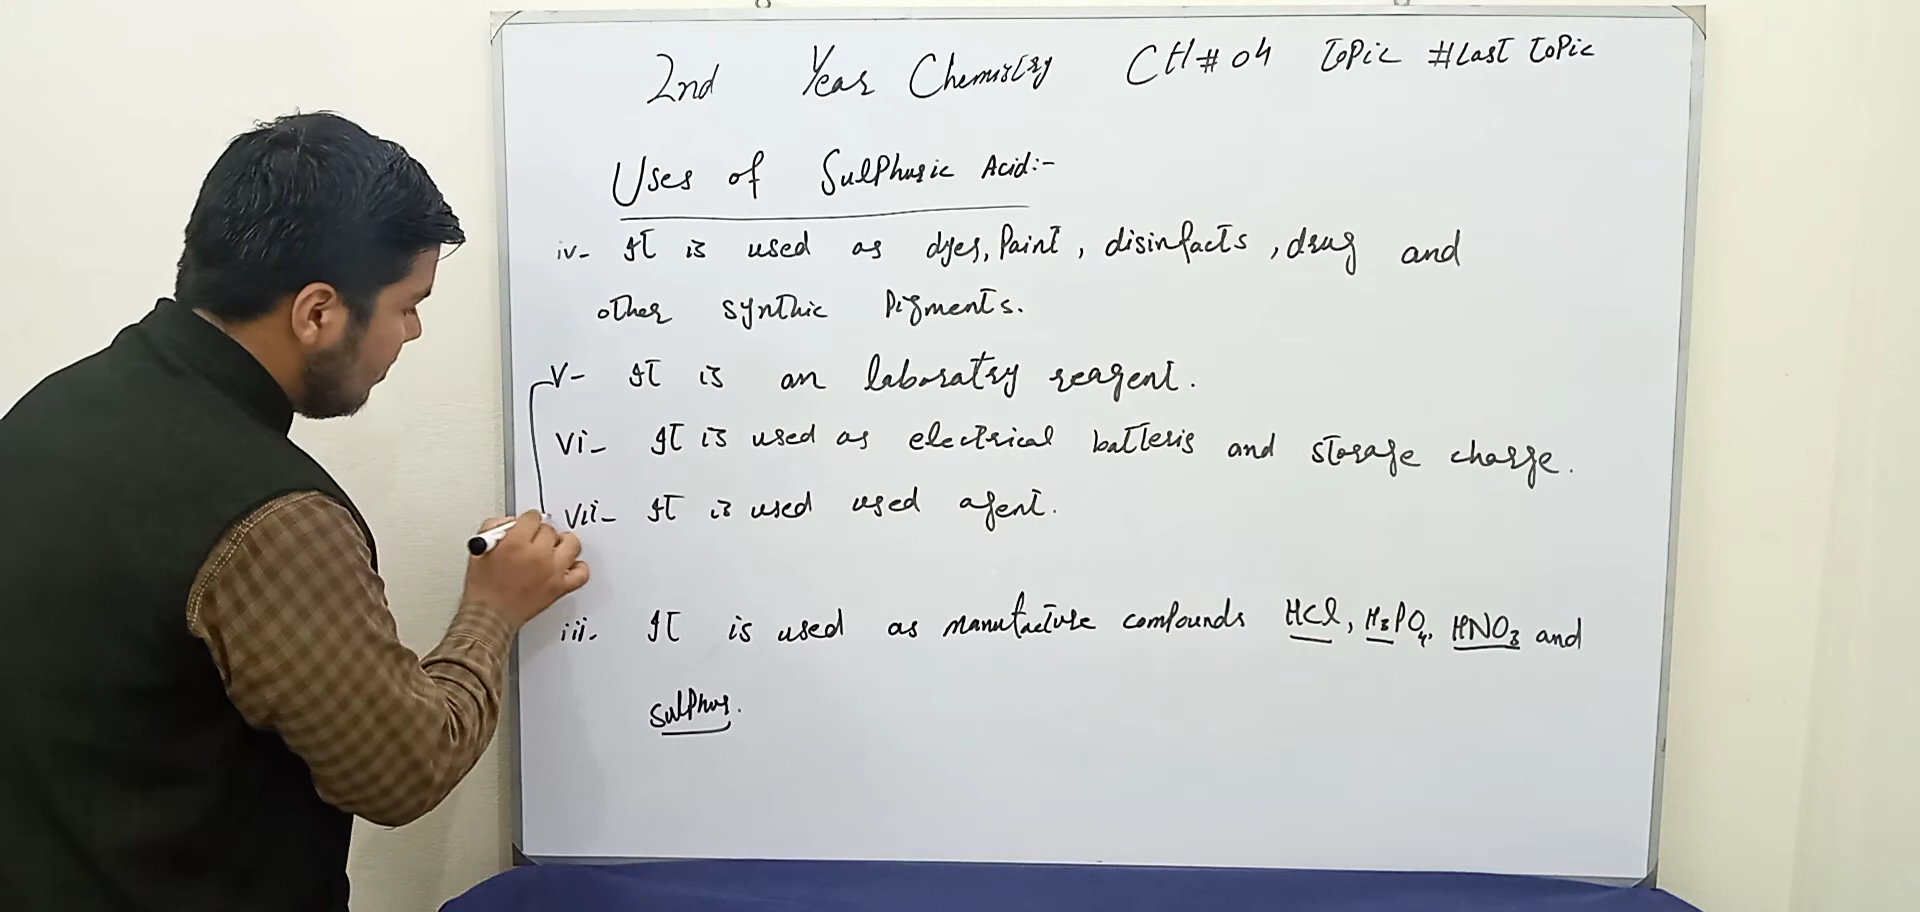 2nd Year Chemistry CH#04 Topic #Last Topic
Uses of Sulphuric Acid:-
iv- It is used as dyes, Paint, disinfacts, drug and
other synthic Pigments.
v- It is an laboratry reagent.
vi- It is used as electrical batteris and storage charge.
vii- It is used used agent.
iii- It is used as manufacture compounds HCl, H3PO4, HNO3 and
sulphur.